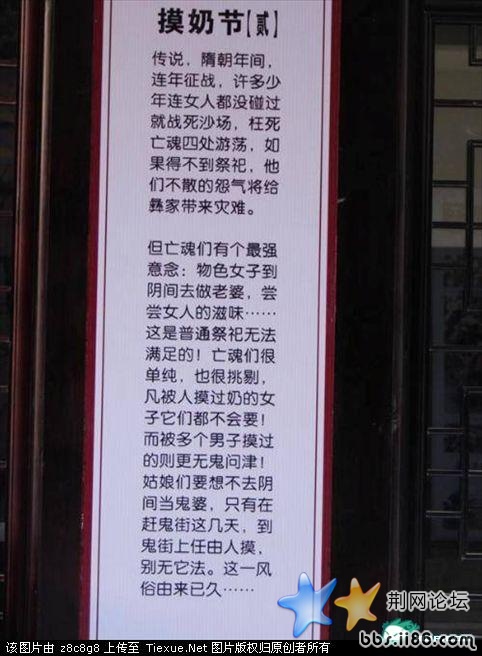 摸奶节【贰】
传说，隋朝年间，
连年征战，许多少
年连女人都没碰过
就战死沙场，枉死
亡魂四处游荡，如
果得不到祭祀，他
们不散的怨气将给
彝家带来灾难。
但亡魂们有个最强
意念：物色女子到
阴间去做老婆，尝
尝女人的滋味……
这是普通祭祀无法
满足的！亡魂们很
单纯，也很挑剔，
凡被人摸过奶的女
子它们都不会要！
而被多个男子摸过
的则更无鬼问津！
姑娘们要想不去阴
间当鬼婆，只有在
赶鬼街这几天，到
鬼街上任由人摸，
别无它法。这一风
俗由来已久……
荆网论坛
bbs.jj86.com
该图片由 z8c8g8 上传至 Tiexue.Net 图片版权归原创者所有